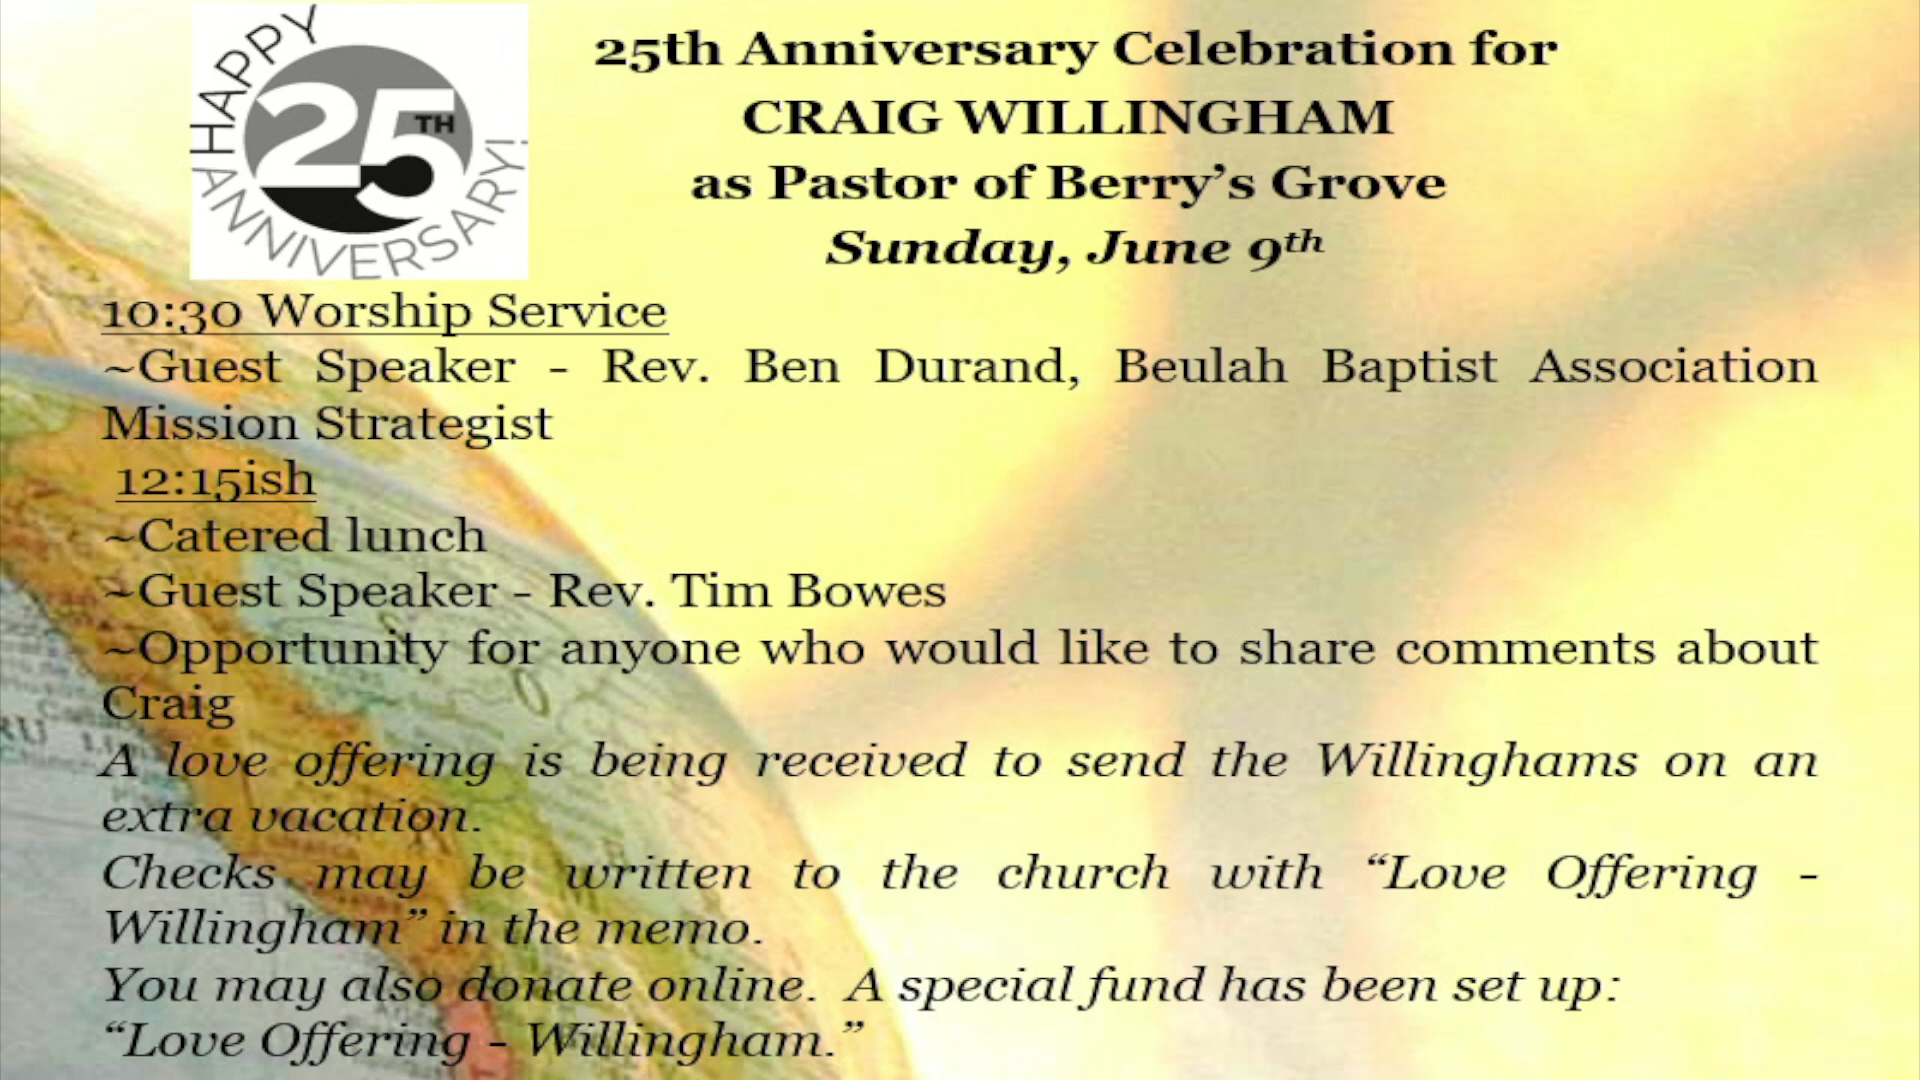 HAPPY
25TH
ANNIVERSARY!
25th Anniversary Celebration for
CRAIG WILLINGHAM
as Pastor of Berry’s Grove
Sunday, June 9th
10:30 Worship Service
~Guest Speaker - Rev. Ben Durand, Beulah Baptist Association
Mission Strategist
12:15ish
~Catered lunch
~Guest Speaker - Rev. Tim Bowes
~Opportunity for anyone who would like to share comments about
Craig
A love offering is being received to send the Willinghams on an
extra vacation.
Checks may be written to the church with “Love Offering -
Willingham” in the memo.
You may also donate online. A special fund has been set up:
“Love Offering - Willingham.”